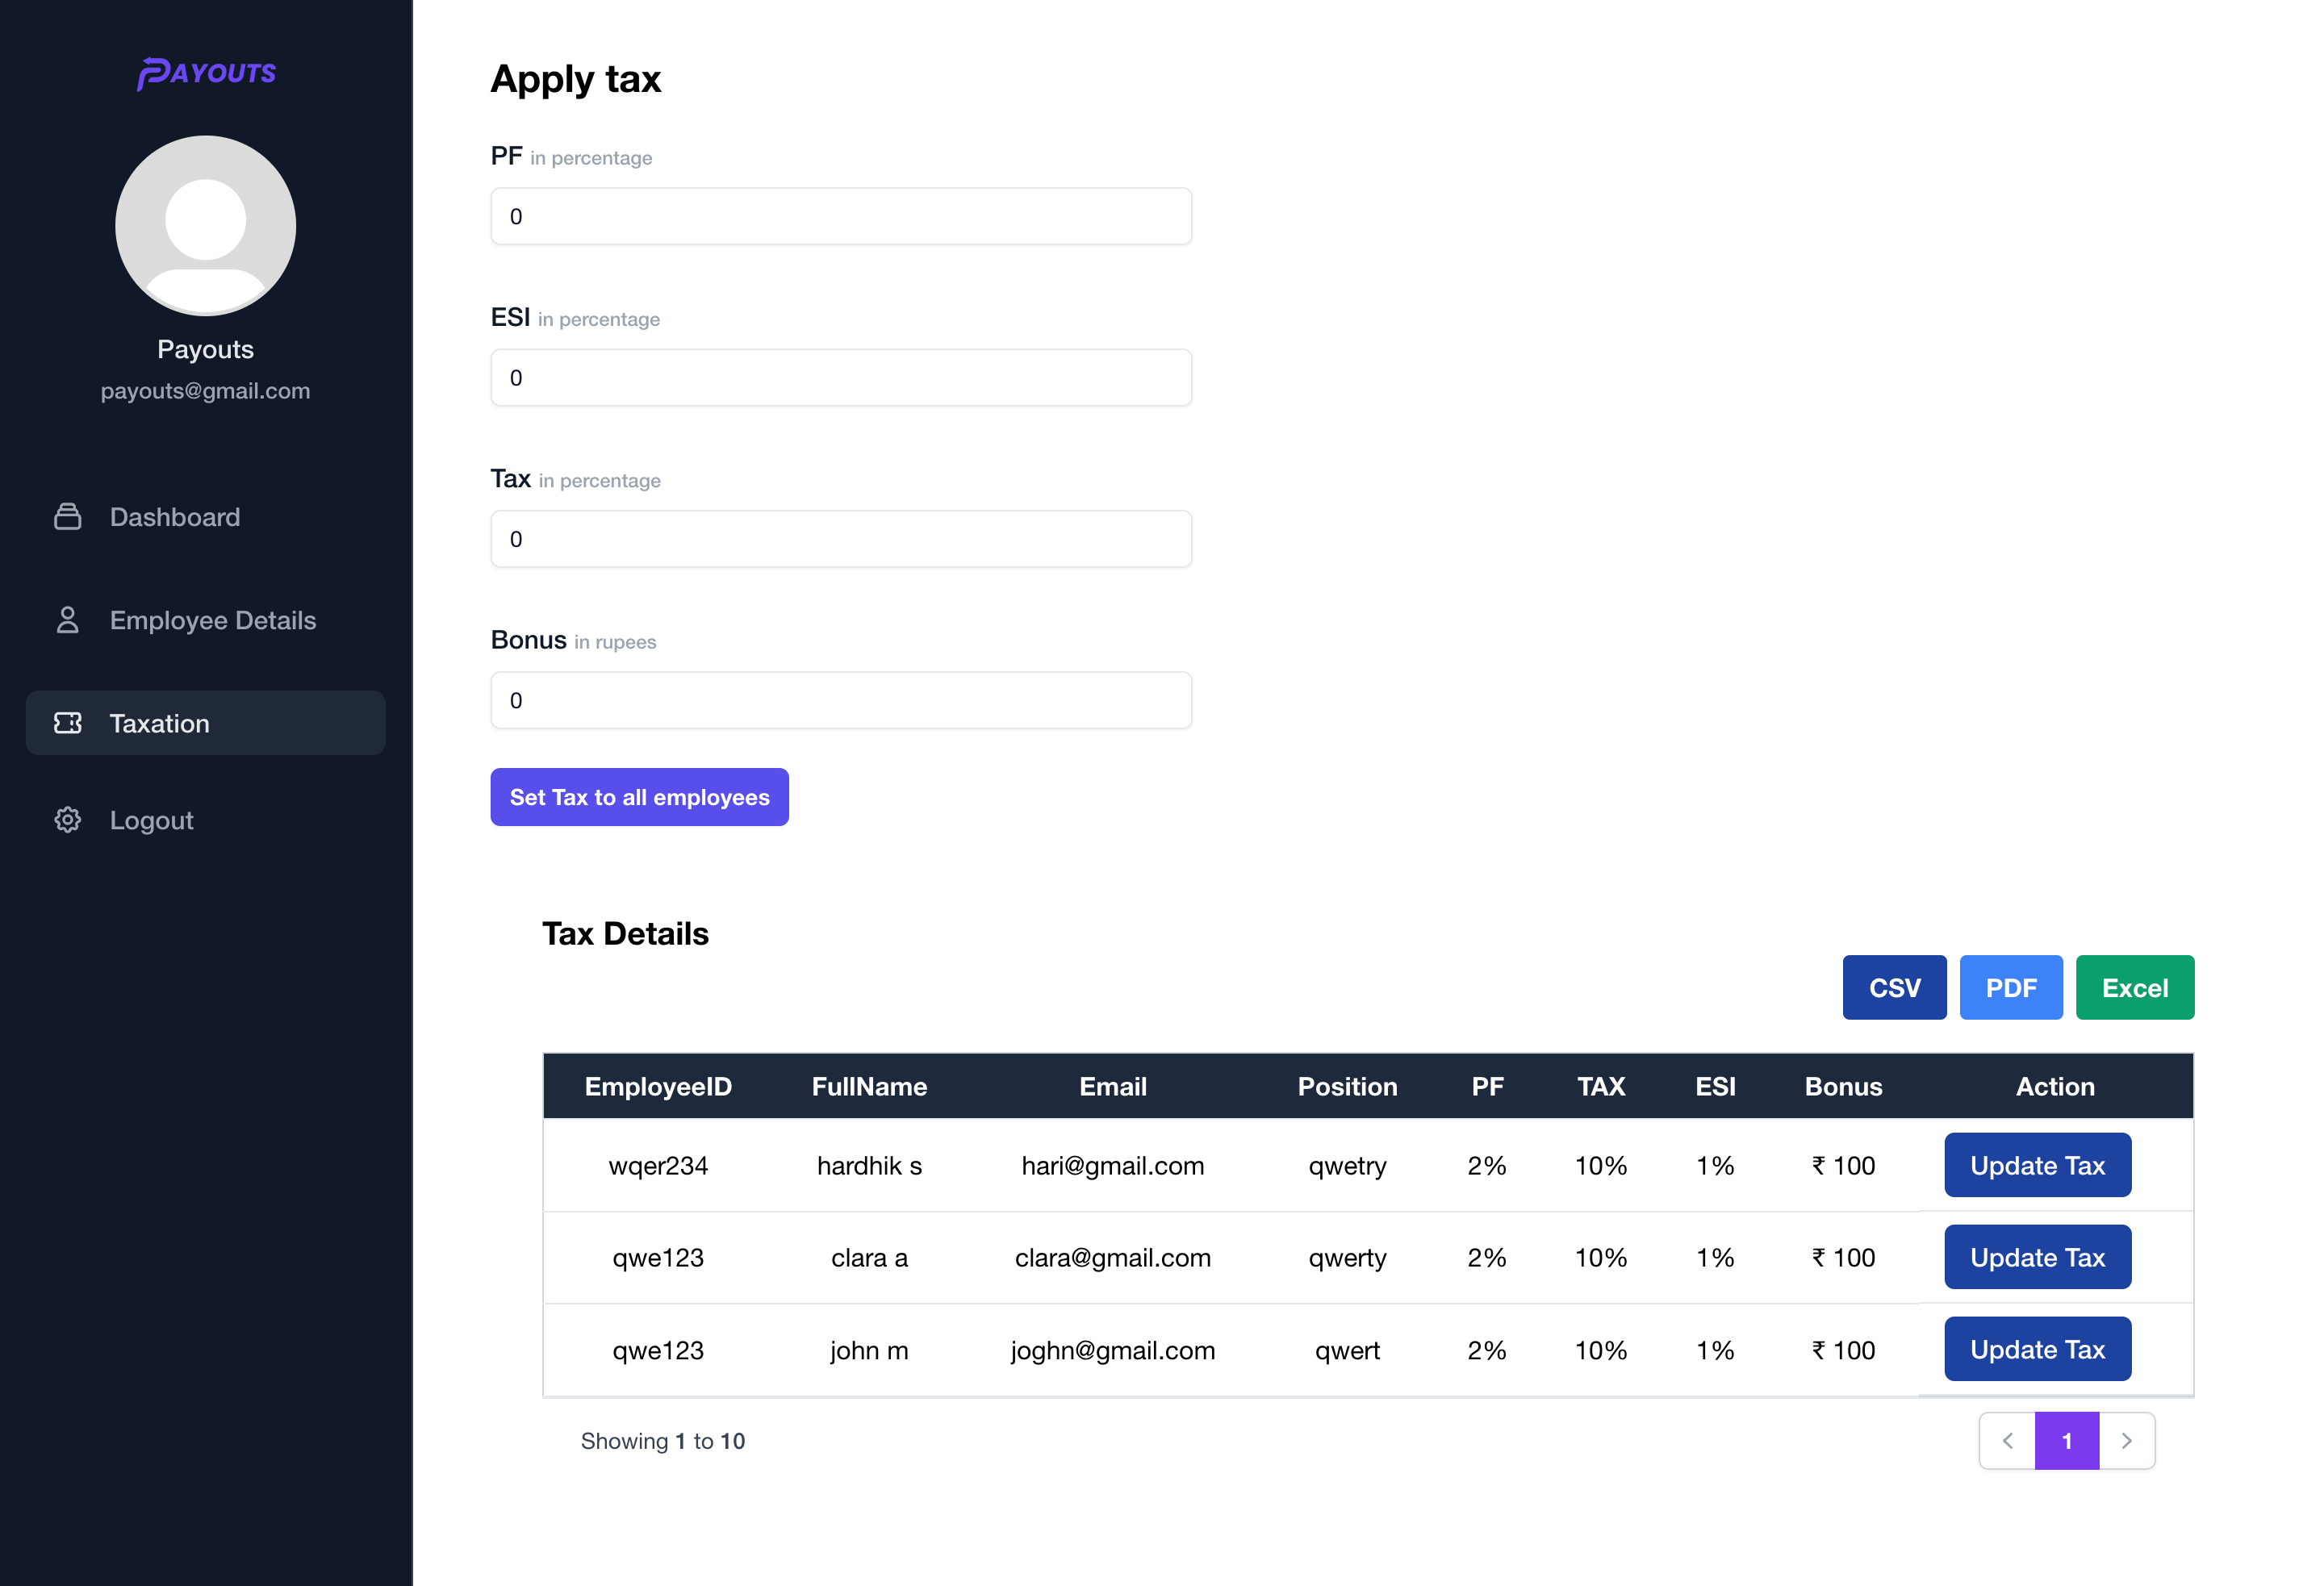 PAYOUTS
Payouts
payouts@gmail.com
Dashboard
Employee Details
Taxation
Logout
Apply tax
PF in percentage
0
ESI in percentage
0
Tax in percentage
0
Bonus in rupees
0
Set Tax to all employees
Tax Details
CSV PDF Excel
EmployeeID FullName Email Position PF TAX ESI Bonus Action
wqer234 hardhik s hari@gmail.com qwetry 2% 10% 1% ₹ 100 Update Tax
qwe123 clara a clara@gmail.com qwerty 2% 10% 1% ₹ 100 Update Tax
qwe123 john m joghn@gmail.com qwert 2% 10% 1% ₹ 100 Update Tax
Showing 1 to 10 1